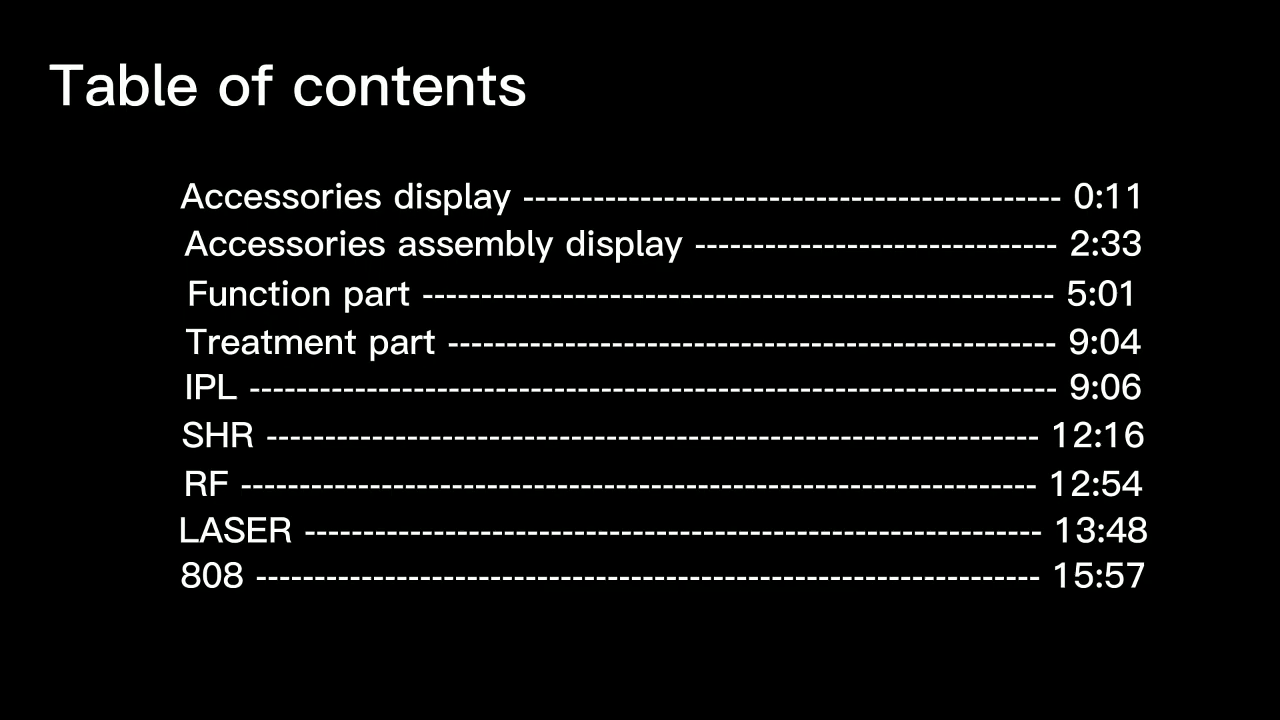 Table of contents
Accessories display ---------------------------------------------- 0:11
Accessories assembly display ------------------------------- 2:33
Function part ------------------------------------------------------ 5:01
Treatment part ---------------------------------------------------- 9:04
IPL --------------------------------------------------------------------- 9:06
SHR ------------------------------------------------------------------ 12:16
RF -------------------------------------------------------------------- 12:54
LASER --------------------------------------------------------------- 13:48
808 ------------------------------------------------------------------- 15:57